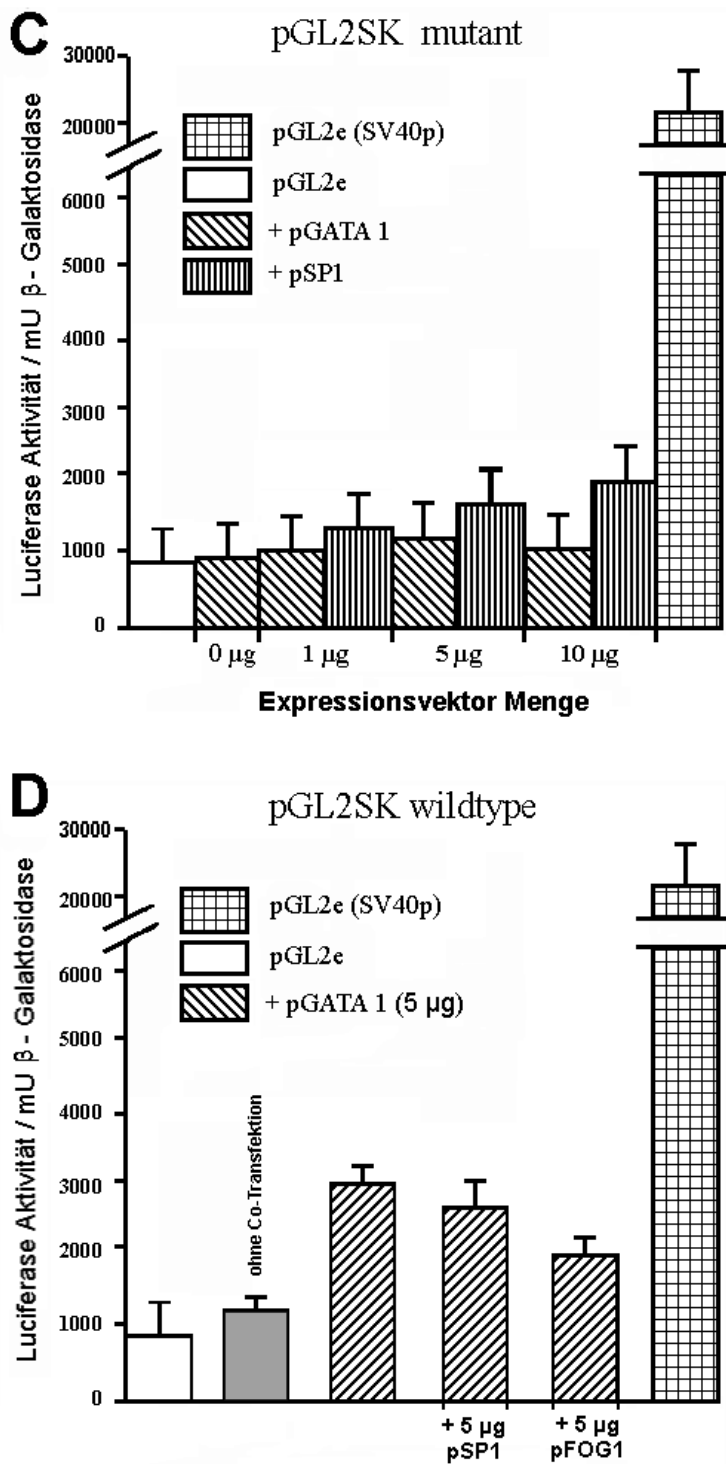 C
pGL2SK mutant
Luciferase Aktivität / mU β - Galaktosidase
30000
20000
6000
5000
4000
3000
2000
1000
0
pGL2e (SV40p)
pGL2e
+ pGATA 1
+ pSP1
0 µg 1 µg 5 µg 10 µg
Expressionsvektor Menge
D
pGL2SK wildtype
Luciferase Aktivität / mU β - Galaktosidase
30000
20000
6000
5000
4000
3000
2000
1000
0
pGL2e (SV40p)
pGL2e
+ pGATA 1 (5 µg)
ohne Co-Transfektion
+ 5 µg
pSP1
+ 5 µg
pFOG1